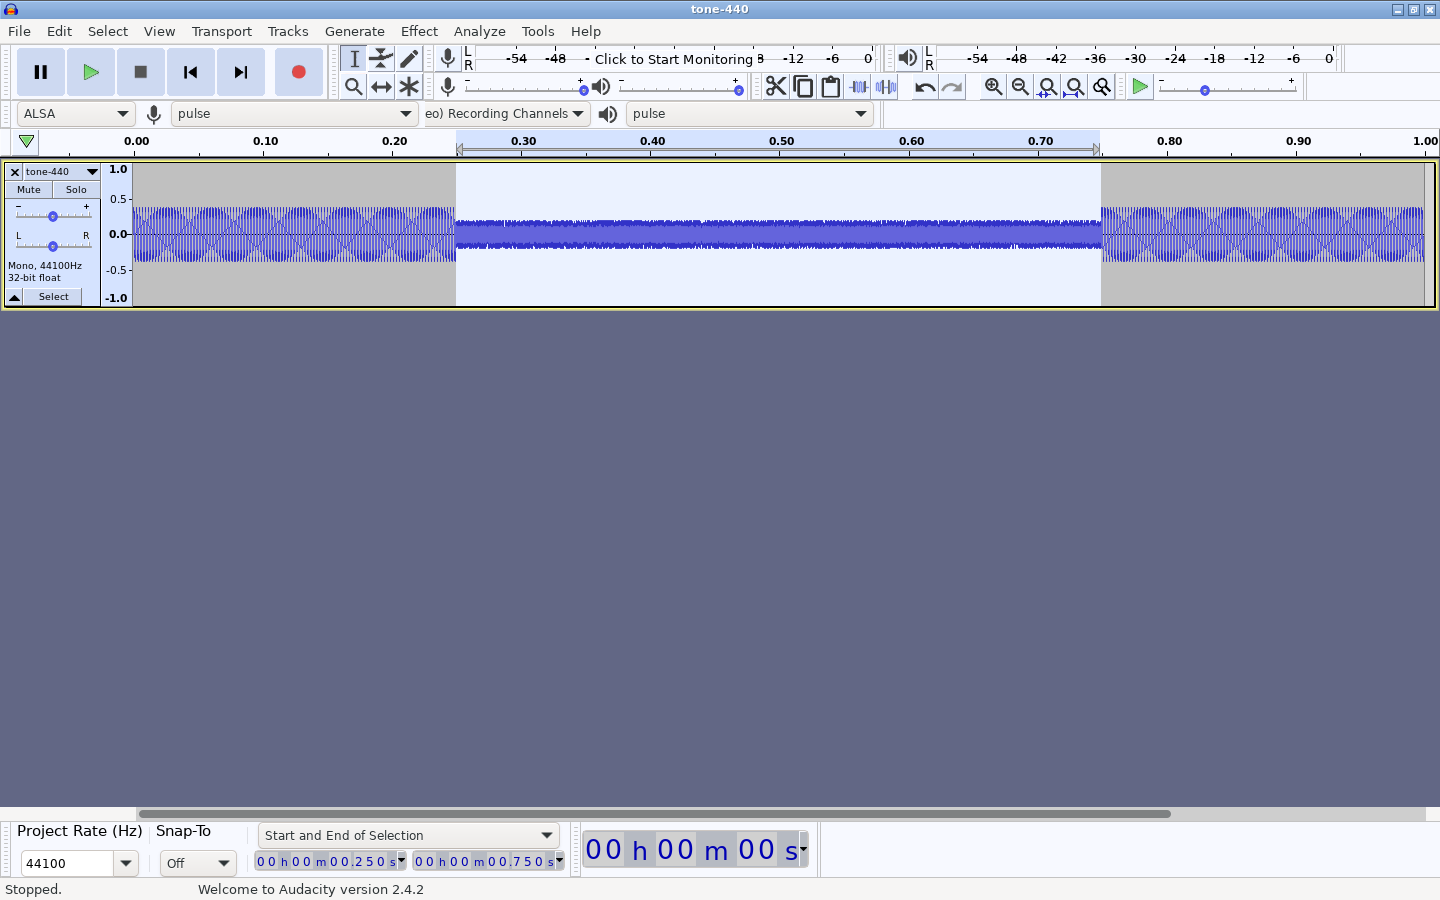 tone-440
File Edit Select View Transport Tracks Generate Effect Analyze Tools Help
L R -54 -48 - Click to Start Monitoring -12 -6 0
L R -54 -48 -42 -36 -30 -24 -18 -12 -6 0
ALSA pulse eo) Recording Channels pulse
0.00 0.10 0.20 0.30 0.40 0.50 0.60 0.70 0.80 0.90 1.00
tone-440
Mute Solo
- +
L R
Mono, 44100Hz
32-bit float
Select
1.0
0.5
0.0
-0.5
-1.0
Project Rate (Hz) Snap-To Start and End of Selection
44100 Off 00 h 00 m 00.250 s 00 h 00 m 00.750 s
00 h 00 m 00 s
Stopped. Welcome to Audacity version 2.4.2